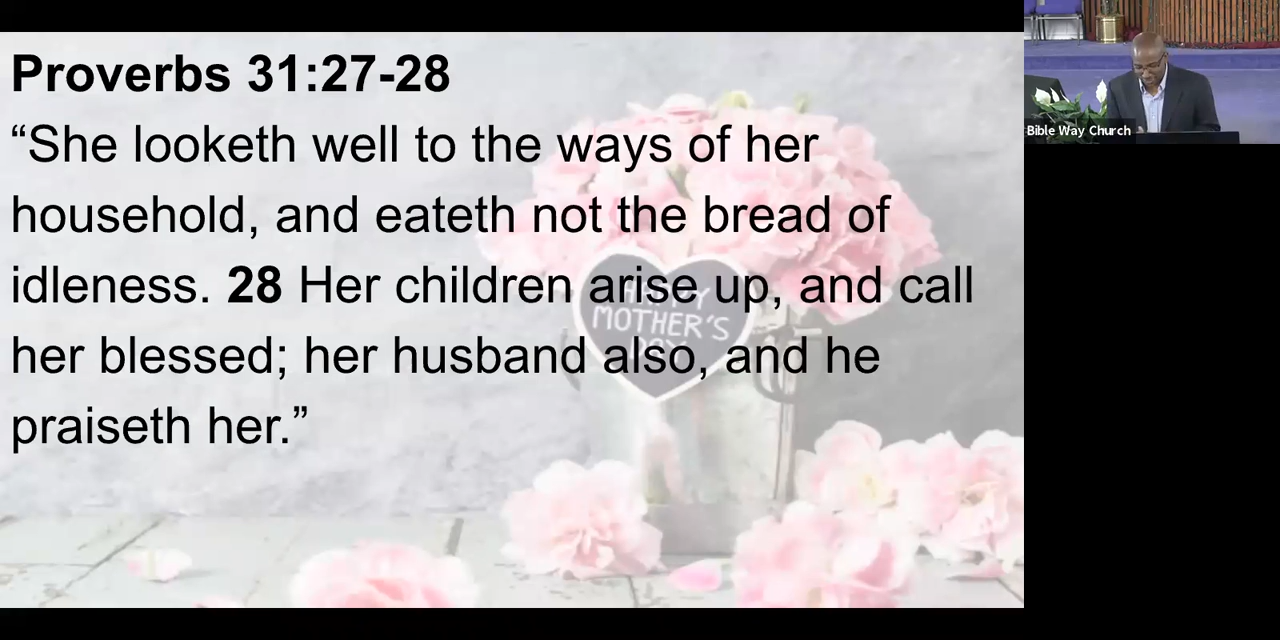 Proverbs 31:27-28
“She looketh well to the ways of her
household, and eateth not the bread of
idleness. 28 Her children arise up, and call
her blessed; her husband also, and he
praiseth her.”
HAPPY
MOTHER'S
DAY
Bible Way Church